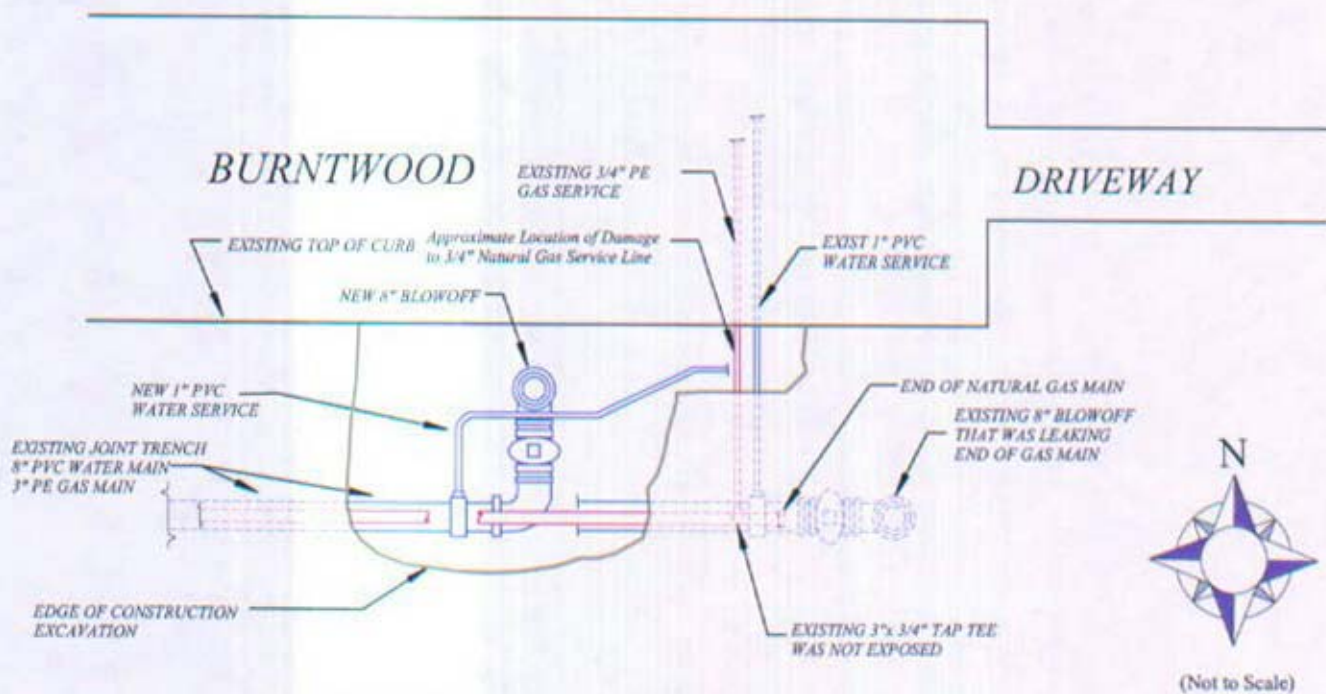 BURNTWOOD
DRIVEWAY
EXISTING 3/4" PE
GAS SERVICE
EXISTING TOP OF CURB
Approximate Location of Damage
to 3/4" Natural Gas Service Line
EXIST 1" PVC
WATER SERVICE
NEW 8" BLOWOFF
NEW 1" PVC
WATER SERVICE
END OF NATURAL GAS MAIN
EXISTING 8" BLOWOFF
THAT WAS LEAKING
END OF GAS MAIN
EXISTING JOINT TRENCH
8" PVC WATER MAIN
3" PE GAS MAIN
N
EDGE OF CONSTRUCTION
EXCAVATION
EXISTING 3"x 3/4" TAP TEE
WAS NOT EXPOSED
(Not to Scale)